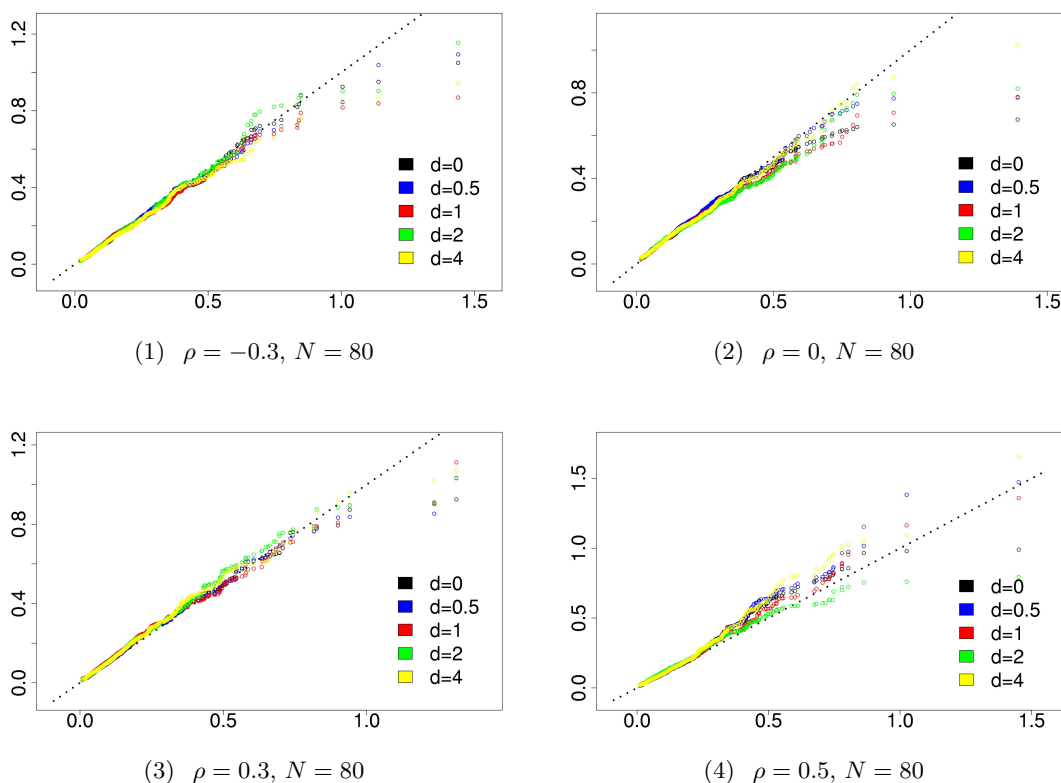 1.2
0.8
0.4
0.0
d=0
d=0.5
d=1
d=2
d=4
0.0 0.5 1.0 1.5
(1) ρ = −0.3, N = 80
0.8
0.4
0.0
d=0
d=0.5
d=1
d=2
d=4
0.0 0.5 1.0 1.5
(2) ρ = 0, N = 80
1.2
0.8
0.4
0.0
d=0
d=0.5
d=1
d=2
d=4
0.0 0.5 1.0
(3) ρ = 0.3, N = 80
1.5
1.0
0.5
0.0
d=0
d=0.5
d=1
d=2
d=4
0.0 0.5 1.0 1.5
(4) ρ = 0.5, N = 80